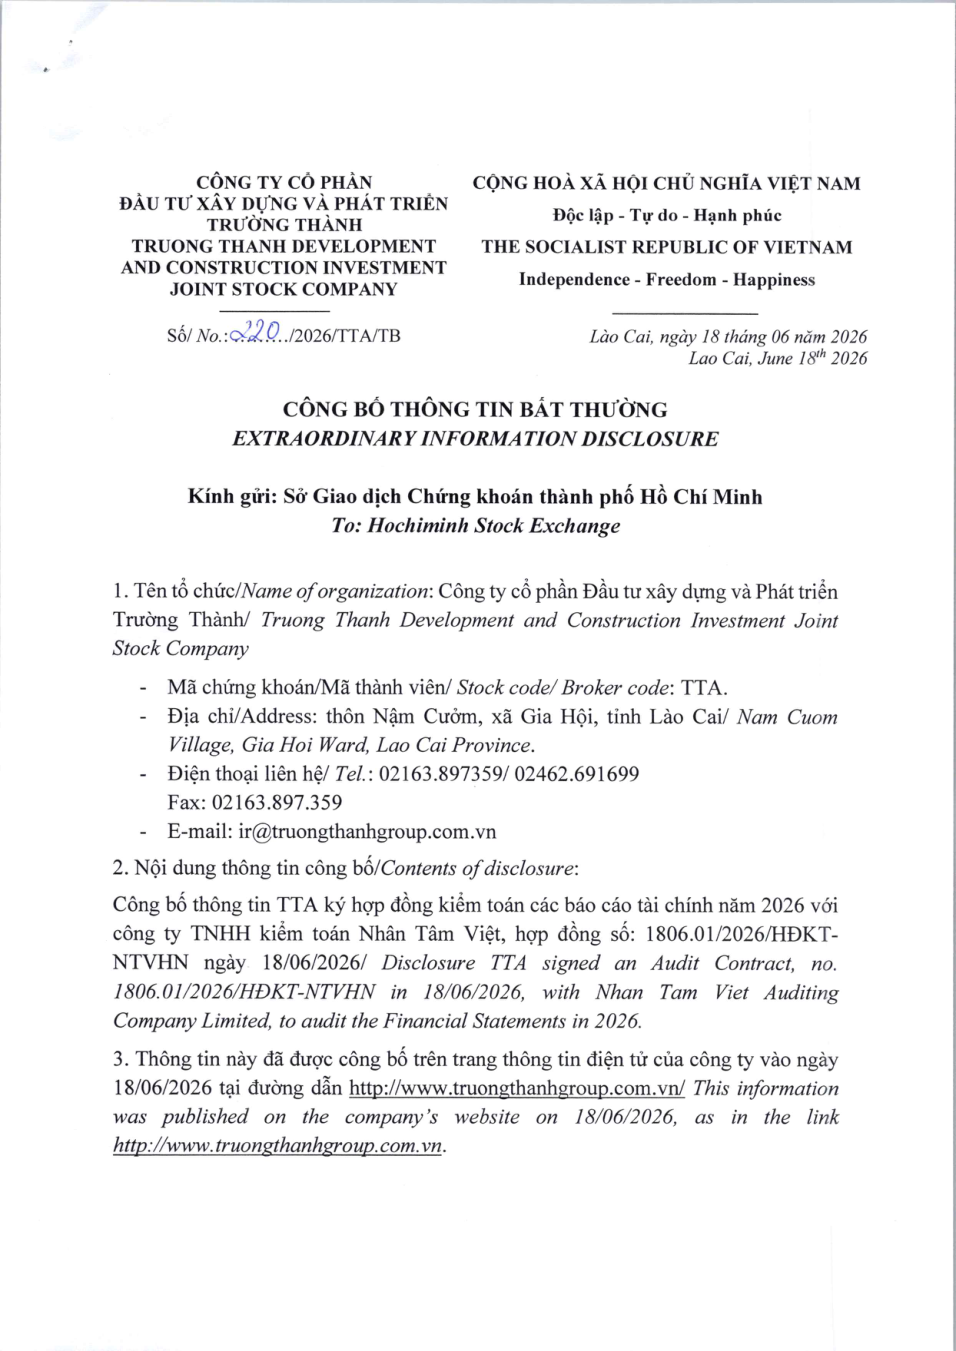 CÔNG TY CỔ PHẦN
ĐẦU TƯ XÂY DỰNG VÀ PHÁT TRIỂN
TRƯỜNG THÀNH
TRUONG THANH DEVELOPMENT
AND CONSTRUCTION INVESTMENT
JOINT STOCK COMPANY
Số/ No.:220../2026/TTA/TB
CỘNG HOÀ XÃ HỘI CHỦ NGHĨA VIỆT NAM
Độc lập - Tự do - Hạnh phúc
THE SOCIALIST REPUBLIC OF VIETNAM
Independence - Freedom - Happiness
Lào Cai, ngày 18 tháng 06 năm 2026
Lao Cai, June 18th 2026
CÔNG BỐ THÔNG TIN BẤT THƯỜNG
EXTRAORDINARY INFORMATION DISCLOSURE
Kính gửi: Sở Giao dịch Chứng khoán thành phố Hồ Chí Minh
To: Hochiminh Stock Exchange
1. Tên tổ chức/Name of organization: Công ty cổ phần Đầu tư xây dựng và Phát triển
Trường Thành/ Truong Thanh Development and Construction Investment Joint
Stock Company
- Mã chứng khoán/Mã thành viên/ Stock code/ Broker code: TTA.
- Địa chỉ/Address: thôn Nậm Cưởm, xã Gia Hội, tỉnh Lào Cai/ Nam Cuom
Village, Gia Hoi Ward, Lao Cai Province.
- Điện thoại liên hệ/ Tel.: 02163.897359/ 02462.691699
Fax: 02163.897.359
- E-mail: ir@truongthanhgroup.com.vn
2. Nội dung thông tin công bố/Contents of disclosure:
Công bố thông tin TTA ký hợp đồng kiểm toán các báo cáo tài chính năm 2026 với
công ty TNHH kiểm toán Nhân Tâm Việt, hợp đồng số: 1806.01/2026/HĐKT-
NTVHN ngày 18/06/2026/ Disclosure TTA signed an Audit Contract, no.
1806.01/2026/HĐKT-NTVHN in 18/06/2026, with Nhan Tam Viet Auditing
Company Limited, to audit the Financial Statements in 2026.
3. Thông tin này đã được công bố trên trang thông tin điện tử của công ty vào ngày
18/06/2026 tại đường dẫn http://www.truongthanhgroup.com.vn/ This information
was published on the company's website on 18/06/2026, as in the link
http://www.truongthanhgroup.com.vn.